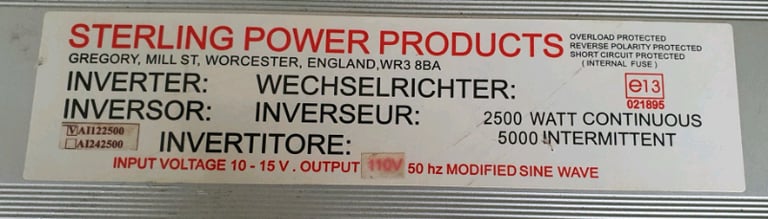 STERLING POWER PRODUCTS
GREGORY, MILL ST, WORCESTER, ENGLAND,WR3 8BA
OVERLOAD PROTECTED
REVERSE POLARITY PROTECTED
SHORT CIRCUIT PROTECTED
( INTERNAL FUSE )
INVERTER: WECHSELRICHTER:
e13
021895
INVERSOR: INVERSEUR:
2500 WATT CONTINUOUS
AI122500
AI242500
INVERTITORE:
5000 INTERMITTENT
INPUT VOLTAGE 10 - 15 V . OUTPUT 110V 50 hz MODIFIED SINE WAVE